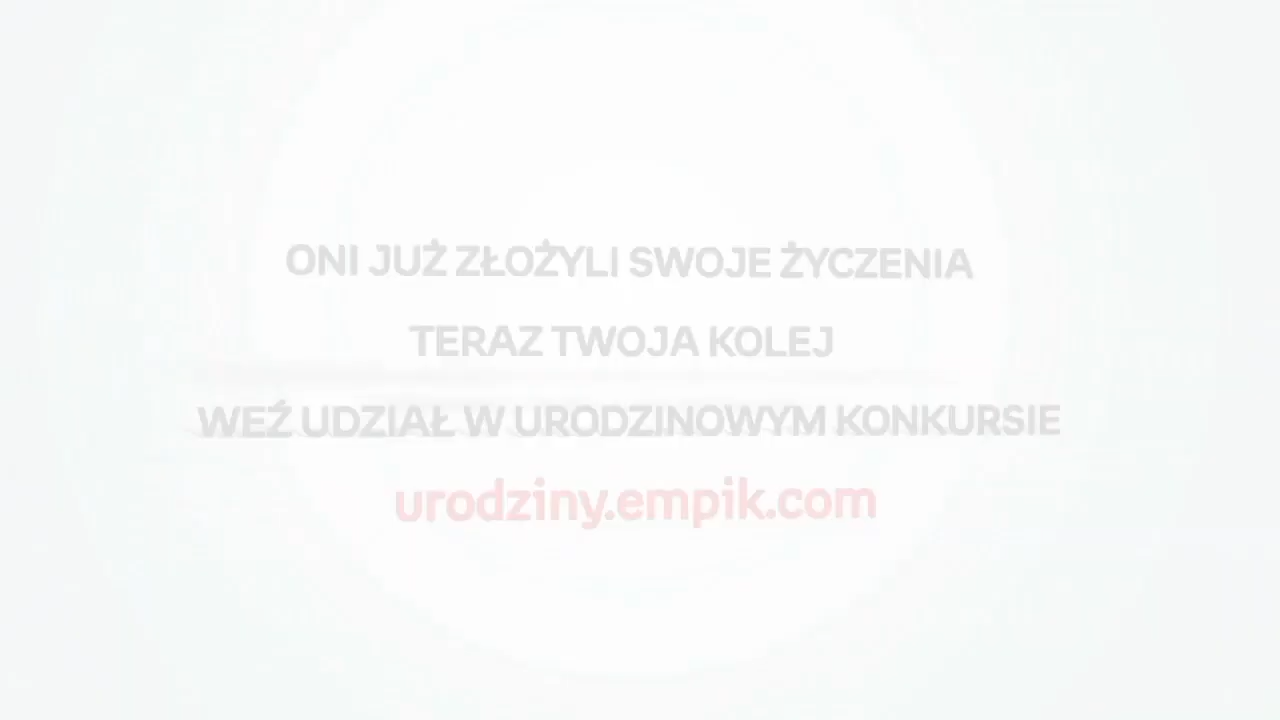 ONI JUŻ ZŁOŻYLI SWOJE ŻYCZENIA
TERAZ TWOJA KOLEJ
WEŹ UDZIAŁ W URODZINOWYM KONKURSIE
urodziny.empik.com